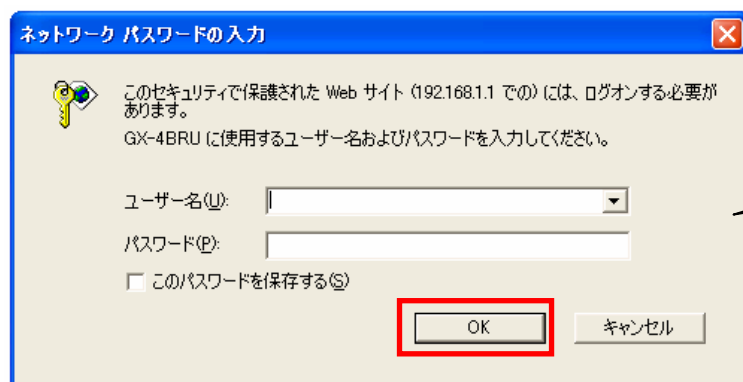 ネットワーク パスワードの入力
このセキュリティで保護された Web サイト (192.168.1.1 での) には、ログオンする必要が
あります。
GX-4BRU に使用するユーザー名およびパスワードを入力してください。
ユーザー名(U):
パスワード(P):
このパスワードを保存する(S)
OK キャンセル